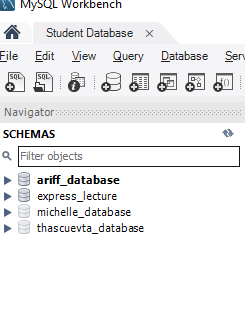 MySQL Workbench
Student Database
File Edit View Query Database Serv
SQL SQL
Navigator
SCHEMAS
Filter objects
ariff_database
express_lecture
michelle_database
thascuevta_database